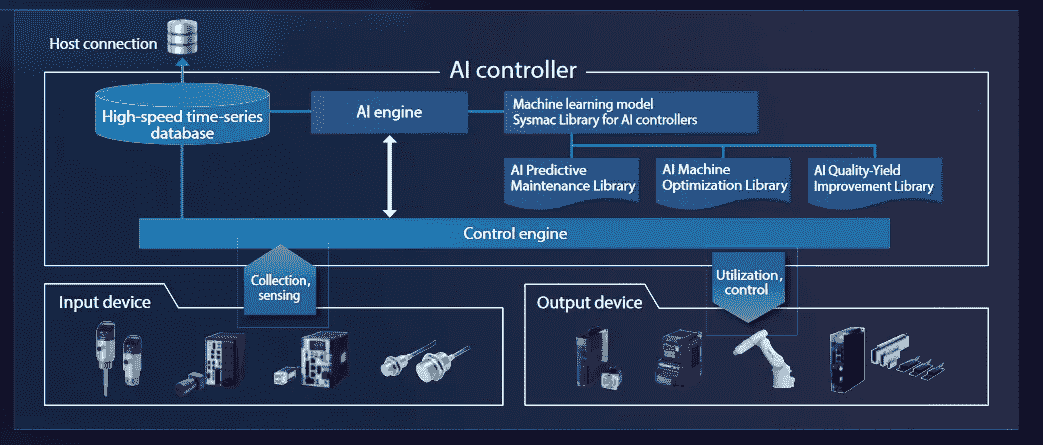 Host connection
AI controller
High-speed time-series
database
AI engine
Machine learning model
Sysmac Library for AI controllers
AI Predictive
Maintenance Library
AI Machine
Optimization Library
AI Quality-Yield
Improvement Library
Control engine
Collection,
sensing
Utilization,
control
Input device
Output device